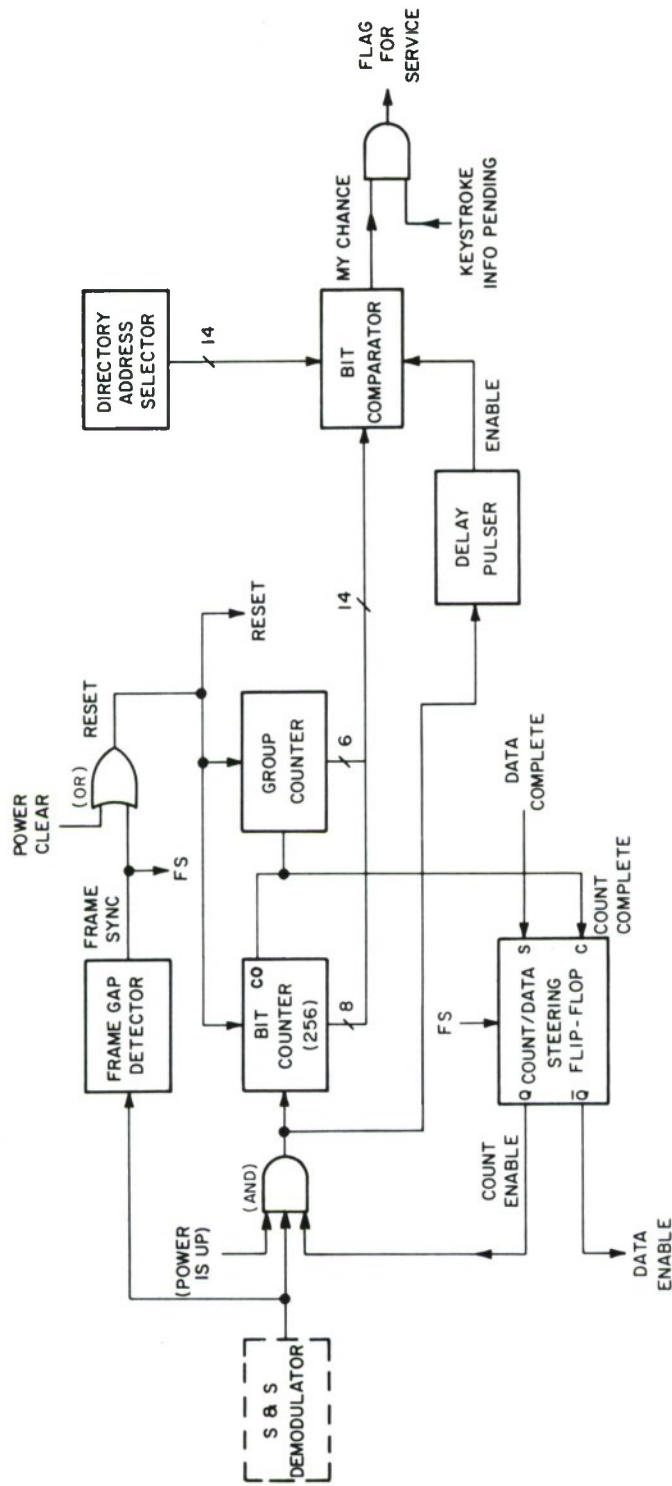 S & S
DEMODULATOR
FRAME GAP
DETECTOR
FRAME
SYNC
FS
POWER
CLEAR
(OR)
RESET
RESET
(POWER
IS UP)
(AND)
BIT
COUNTER
(256)
CO
8
GROUP
COUNTER
6
14
DIRECTORY
ADDRESS
SELECTOR
14
BIT
COMPARATOR
MY CHANCE
FLAG
FOR
SERVICE
KEYSTROKE
INFO PENDING
ENABLE
DELAY
PULSER
COUNT
ENABLE
DATA
ENABLE
FS
Q COUNT/DATA S
STEERING
Q̅ FLIP-FLOP C
DATA
COMPLETE
COUNT
COMPLETE